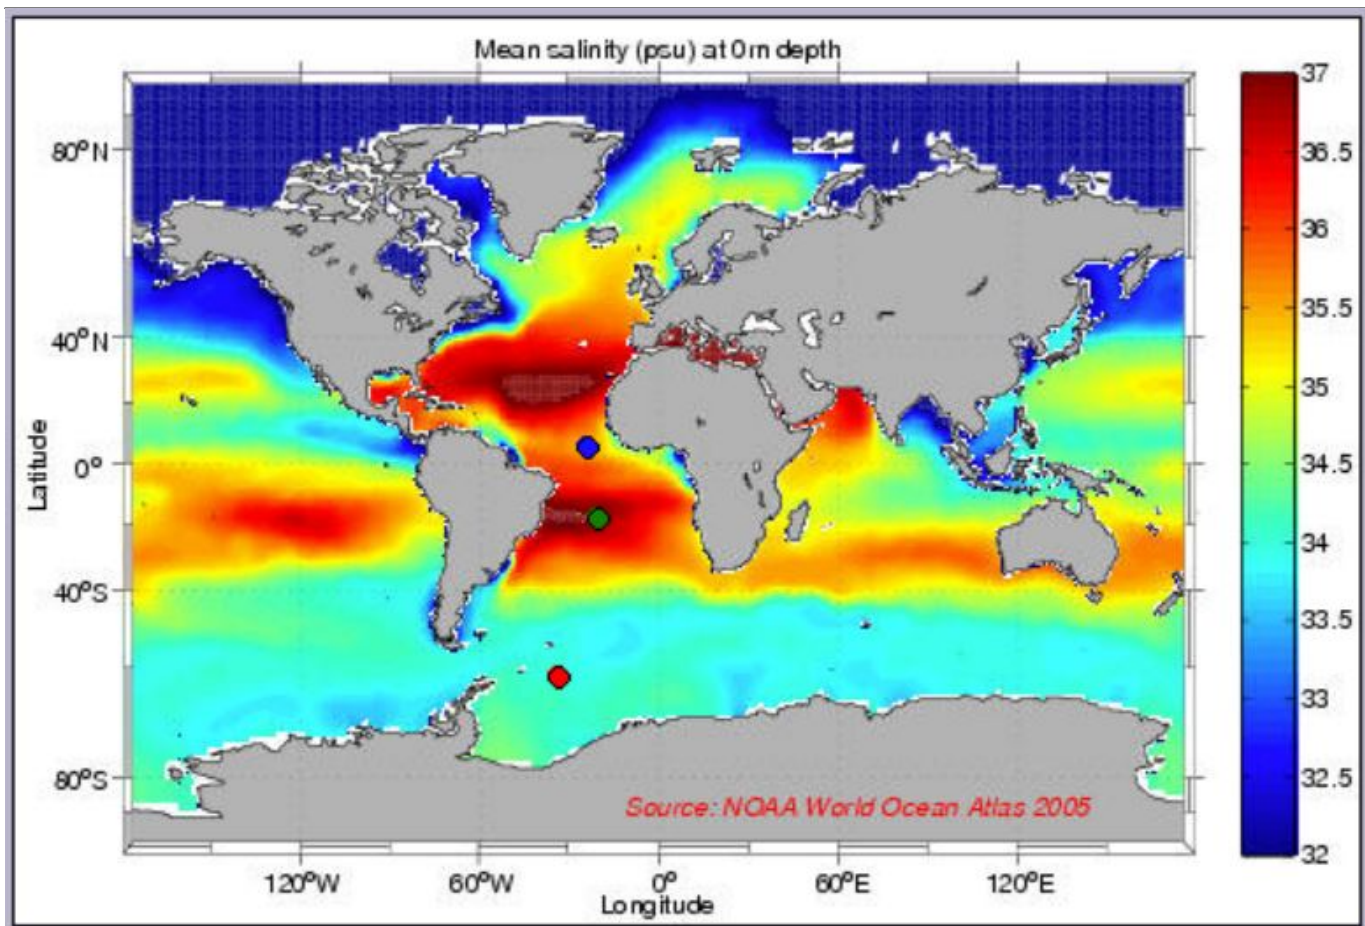 Mean salinity (psu) at 0m depth
37
36.5
36
35.5
35
34.5
34
33.5
33
32.5
32
80°N
40°N
0°
40°S
80°S
Latitude
Source: NOAA World Ocean Atlas 2005
120°W
60°W
0°
60°E
120°E
Longitude